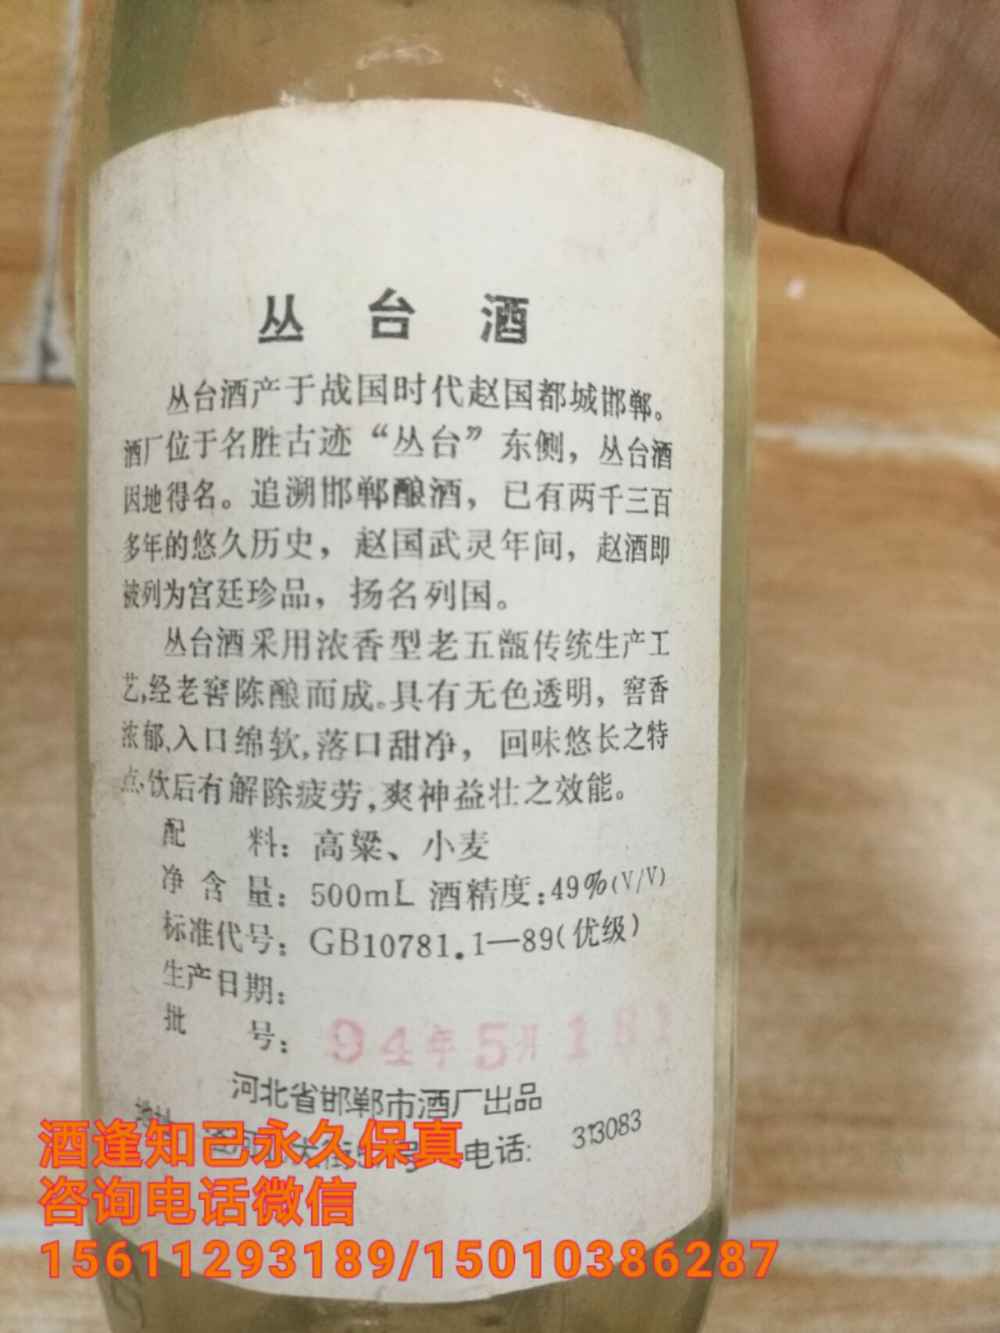 丛台酒
丛台酒产于战国时代赵国都城邯郸。
酒厂位于名胜古迹“丛台”东侧，丛台酒
因地得名。追溯邯郸酿酒，已有两千三百
多年的悠久历史，赵国武灵年间，赵酒即
被列为宫廷珍品，扬名列国。
丛台酒采用浓香型老五甑传统生产工
艺,经老窖陈酿而成。具有无色透明，窖香
浓郁、入口绵软，落口甜净，回味悠长之特
点。饮后有解除疲劳，爽神益壮之效能。
配料：高粱、小麦
净含量：500mL 酒精度：49%(V/V)
标准代号：GB10781.1—89(优级)
生产日期：
批号：94年5月18
河北省邯郸市酒厂出品
电话：313083
酒逢知己永久保真
咨询电话微信
15611293189/15010386287